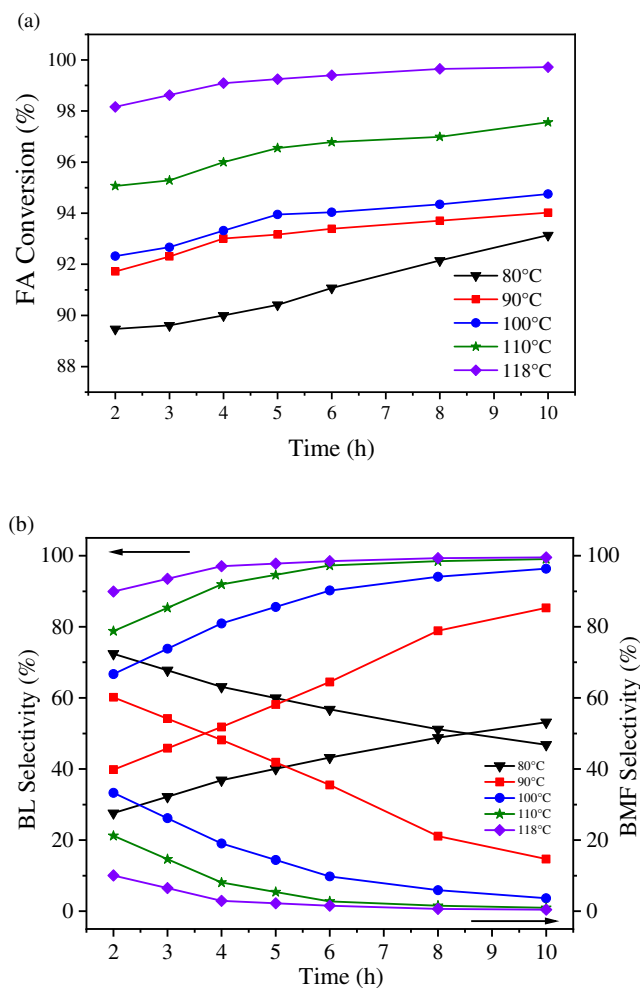 (a)
100
98
96
94
92
90
88
FA Conversion (%)
80°C
90°C
100°C
110°C
118°C
2 3 4 5 6 7 8 9 10
Time (h)
(b)
100
80
60
40
20
0
BL Selectivity (%)
100
80
60
40
20
0
BMF Selectivity (%)
80°C
90°C
100°C
110°C
118°C
2 3 4 5 6 7 8 9 10
Time (h)